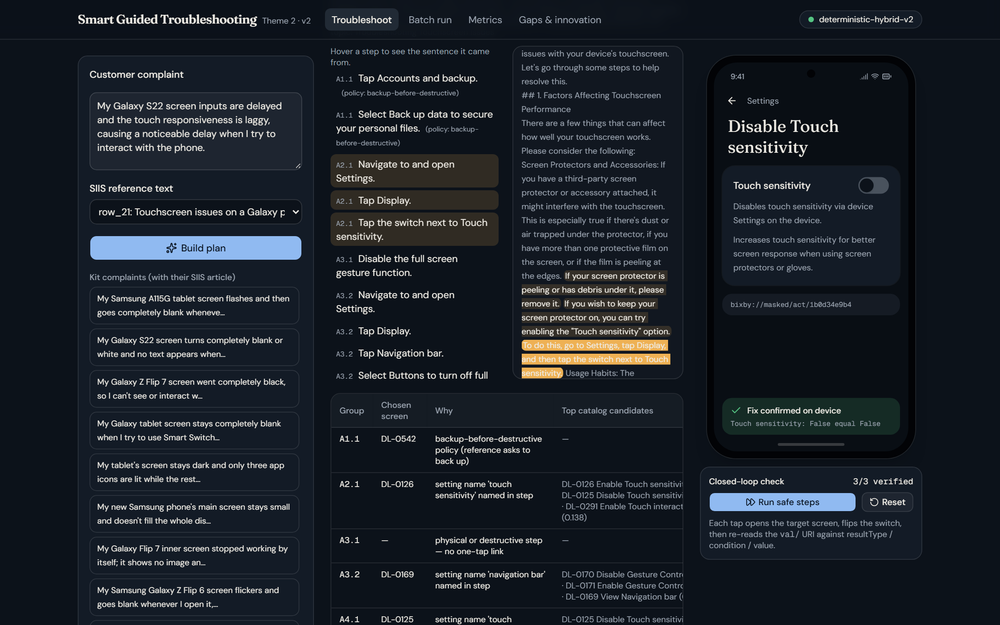 Smart Guided Troubleshooting Theme 2 · v2
Troubleshoot
Batch run
Metrics
Gaps & innovation
deterministic-hybrid-v2
Customer complaint
My Galaxy S22 screen inputs are delayed
and the touch responsiveness is laggy,
causing a noticeable delay when I try to
interact with the phone.
SIIS reference text
row_21: Touchscreen issues on a Galaxy p
Build plan
Kit complaints (with their SIIS article)
My Samsung A115G tablet screen flashes and then
goes completely blank wheneve...
My Galaxy S22 screen turns completely blank or
white and no text appears when...
My Galaxy Z Flip 7 screen went completely black,
so I can't see or interact w...
My Galaxy tablet screen stays completely blank
when I try to use Smart Switch...
My tablet's screen stays dark and only three app
icons are lit while the rest...
My new Samsung phone's main screen stays small
and doesn't fill the whole dis...
My Galaxy Flip 7 inner screen stopped working by
itself; it shows no image an...
My Samsung Galaxy Z Flip 6 screen flickers and
goes blank whenever I open it,...
Hover a step to see the sentence it came
from.
A1.1 Tap Accounts and backup.
(policy: backup-before-destructive)
A1.1 Select Back up data to secure
your personal files. (policy: backup-
before-destructive)
A2.1 Navigate to and open
Settings.
A2.1 Tap Display.
A2.1 Tap the switch next to Touch
sensitivity.
A3.1 Disable the full screen
gesture function.
A3.2 Navigate to and open
Settings.
A3.2 Tap Display.
A3.2 Tap Navigation bar.
A3.2 Select Buttons to turn off full
issues with your device's touchscreen.
Let's go through some steps to help
resolve this.
## 1. Factors Affecting Touchscreen
Performance
There are a few things that can affect
how well your touchscreen works.
Please consider the following:
Screen Protectors and Accessories: If
you have a third-party screen
protector or accessory attached, it
might interfere with the touchscreen.
This is especially true if there's dust or
air trapped under the protector, if you
have more than one protective film on
the screen, or if the film is peeling at
the edges. If your screen protector is
peeling or has debris under it, please
remove it. If you wish to keep your
screen protector on, you can try
enabling the "Touch sensitivity" option.
To do this, go to Settings, tap Display,
and then tap the switch next to Touch
sensitivity. Usage Habits: The
Group
Chosen
screen
Why
Top catalog candidates
A1.1
DL-0542
backup-before-destructive
policy (reference asks to
back up)
—
A2.1
DL-0126
setting name 'touch
sensitivity' named in step
DL-0126 Enable Touch sensitivi
DL-0125 Disable Touch sensitivi
· DL-0291 Enable Touch interact
(0.138)
A3.1
—
physical or destructive step
— no one-tap link
—
A3.2
DL-0169
setting name 'navigation bar'
named in step
DL-0170 Disable Gesture Contr
· DL-0171 Enable Gesture Contr
· DL-0169 View Navigation bar (
A4.1
DL-0125
setting name 'touch
DL-0125 Disable Touch sensitivi
9:41
Settings
Disable Touch
sensitivity
Touch sensitivity
Disables touch sensitivity via device
Settings on the device.
Increases touch sensitivity for better
screen response when using screen
protectors or gloves.
bixby://masked/act/1b0d34e9b4
Fix confirmed on device
Touch sensitivity: False equal False
Closed-loop check
3/3 verified
Run safe steps
Reset
Each tap opens the target screen, flips the switch,
then re-reads the val/ URI against resultType /
condition / value.